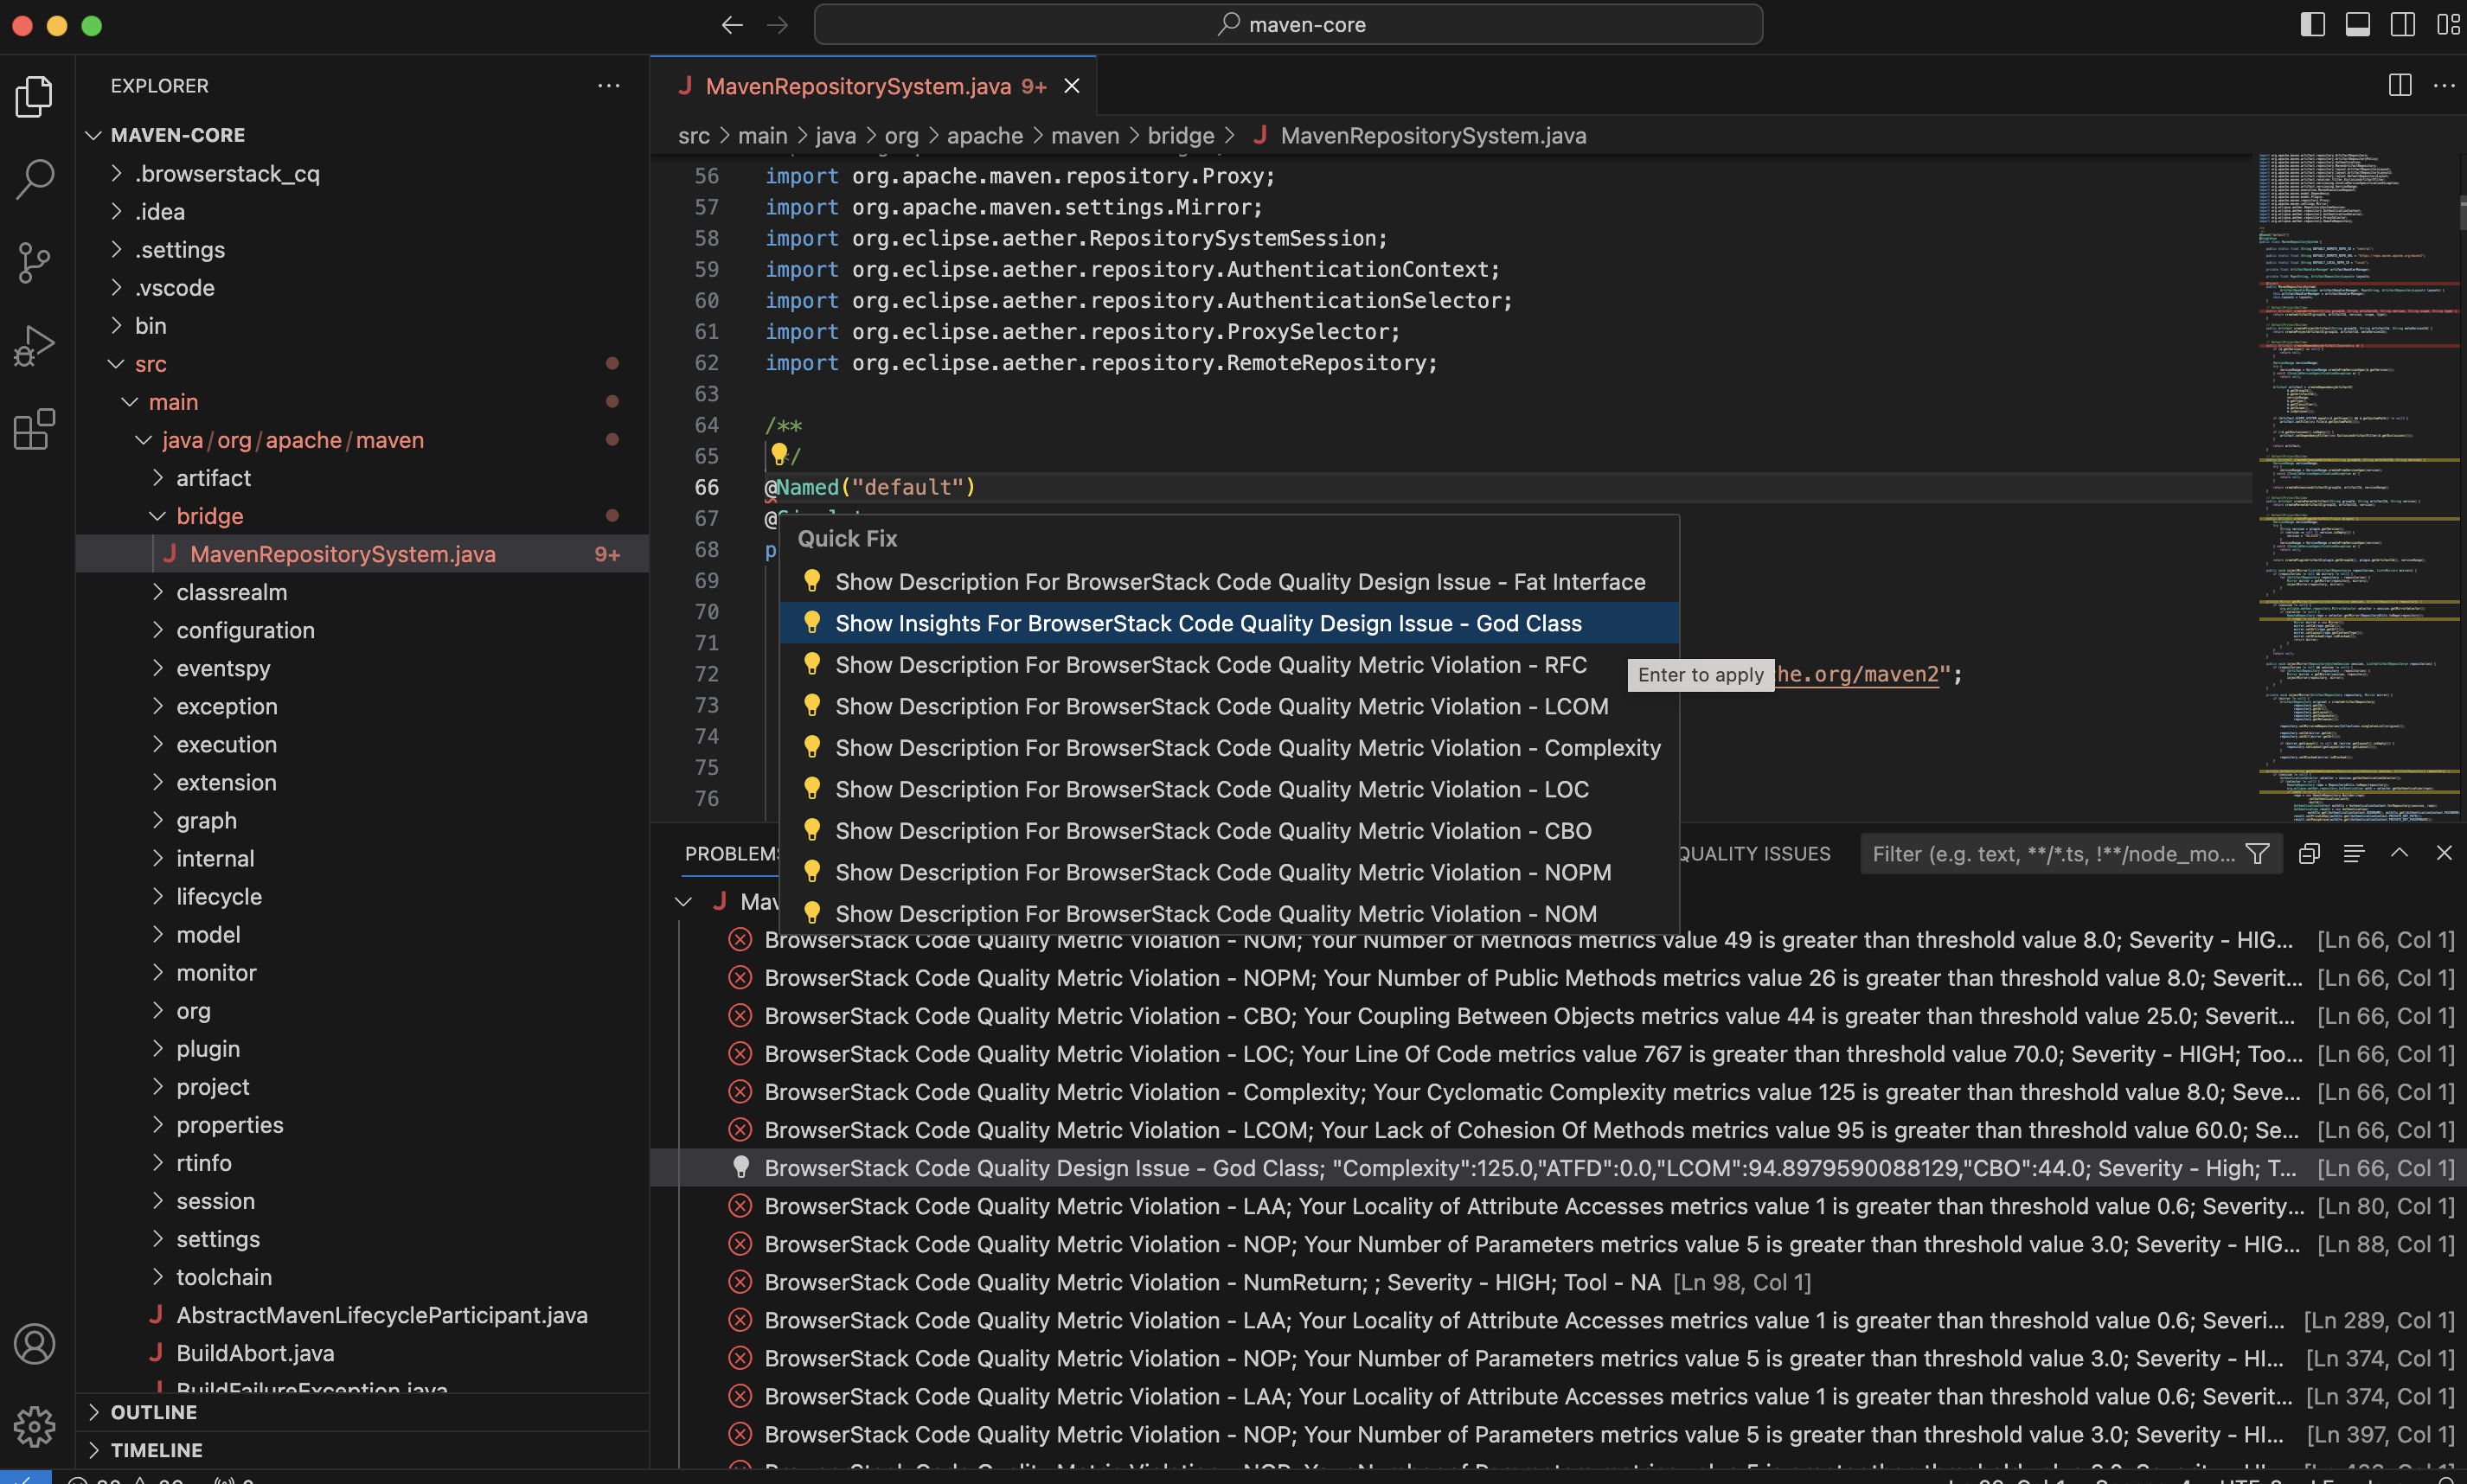 maven-core
EXPLORER
MAVEN-CORE
.browserstack_cq
.idea
.settings
.vscode
bin
src
main
java/org/apache/maven
artifact
bridge
MavenRepositorySystem.java 9+
classrealm
configuration
eventspy
exception
execution
extension
graph
internal
lifecycle
model
monitor
org
plugin
project
properties
rtinfo
session
settings
toolchain
AbstractMavenLifecycleParticipant.java
BuildAbort.java
BuildFailureException.java
OUTLINE
TIMELINE
MavenRepositorySystem.java 9+
src > main > java > org > apache > maven > bridge > MavenRepositorySystem.java
56 import org.apache.maven.repository.Proxy;
57 import org.apache.maven.settings.Mirror;
58 import org.eclipse.aether.RepositorySystemSession;
59 import org.eclipse.aether.repository.AuthenticationContext;
60 import org.eclipse.aether.repository.AuthenticationSelector;
61 import org.eclipse.aether.repository.ProxySelector;
62 import org.eclipse.aether.repository.RemoteRepository;
63
64 /**
65 */
66 @Named("default")
67 @
68 p
69
70
71
72 he.org/maven2";
73
74
75
76
Quick Fix
Show Description For BrowserStack Code Quality Design Issue - Fat Interface
Show Insights For BrowserStack Code Quality Design Issue - God Class
Show Description For BrowserStack Code Quality Metric Violation - RFC
Enter to apply
Show Description For BrowserStack Code Quality Metric Violation - LCOM
Show Description For BrowserStack Code Quality Metric Violation - Complexity
Show Description For BrowserStack Code Quality Metric Violation - LOC
Show Description For BrowserStack Code Quality Metric Violation - CBO
Show Description For BrowserStack Code Quality Metric Violation - NOPM
Show Description For BrowserStack Code Quality Metric Violation - NOM
PROBLEMS QUALITY ISSUES Filter (e.g. text, **/*.ts, !**/node_mo...
Mav
BrowserStack Code Quality Metric Violation - NOM; Your Number of Methods metrics value 49 is greater than threshold value 8.0; Severity - HIG... [Ln 66, Col 1]
BrowserStack Code Quality Metric Violation - NOPM; Your Number of Public Methods metrics value 26 is greater than threshold value 8.0; Severit... [Ln 66, Col 1]
BrowserStack Code Quality Metric Violation - CBO; Your Coupling Between Objects metrics value 44 is greater than threshold value 25.0; Severit... [Ln 66, Col 1]
BrowserStack Code Quality Metric Violation - LOC; Your Line Of Code metrics value 767 is greater than threshold value 70.0; Severity - HIGH; Too... [Ln 66, Col 1]
BrowserStack Code Quality Metric Violation - Complexity; Your Cyclomatic Complexity metrics value 125 is greater than threshold value 8.0; Seve... [Ln 66, Col 1]
BrowserStack Code Quality Metric Violation - LCOM; Your Lack of Cohesion Of Methods metrics value 95 is greater than threshold value 60.0; Se... [Ln 66, Col 1]
BrowserStack Code Quality Design Issue - God Class; "Complexity":125.0,"ATFD":0.0,"LCOM":94.8979590088129,"CBO":44.0; Severity - High; T... [Ln 66, Col 1]
BrowserStack Code Quality Metric Violation - LAA; Your Locality of Attribute Accesses metrics value 1 is greater than threshold value 0.6; Severity... [Ln 80, Col 1]
BrowserStack Code Quality Metric Violation - NOP; Your Number of Parameters metrics value 5 is greater than threshold value 3.0; Severity - HIG... [Ln 88, Col 1]
BrowserStack Code Quality Metric Violation - NumReturn; ; Severity - HIGH; Tool - NA [Ln 98, Col 1]
BrowserStack Code Quality Metric Violation - LAA; Your Locality of Attribute Accesses metrics value 1 is greater than threshold value 0.6; Severi... [Ln 289, Col 1]
BrowserStack Code Quality Metric Violation - NOP; Your Number of Parameters metrics value 5 is greater than threshold value 3.0; Severity - HI... [Ln 374, Col 1]
BrowserStack Code Quality Metric Violation - LAA; Your Locality of Attribute Accesses metrics value 1 is greater than threshold value 0.6; Severit... [Ln 374, Col 1]
BrowserStack Code Quality Metric Violation - NOP; Your Number of Parameters metrics value 5 is greater than threshold value 3.0; Severity - HI... [Ln 397, Col 1]